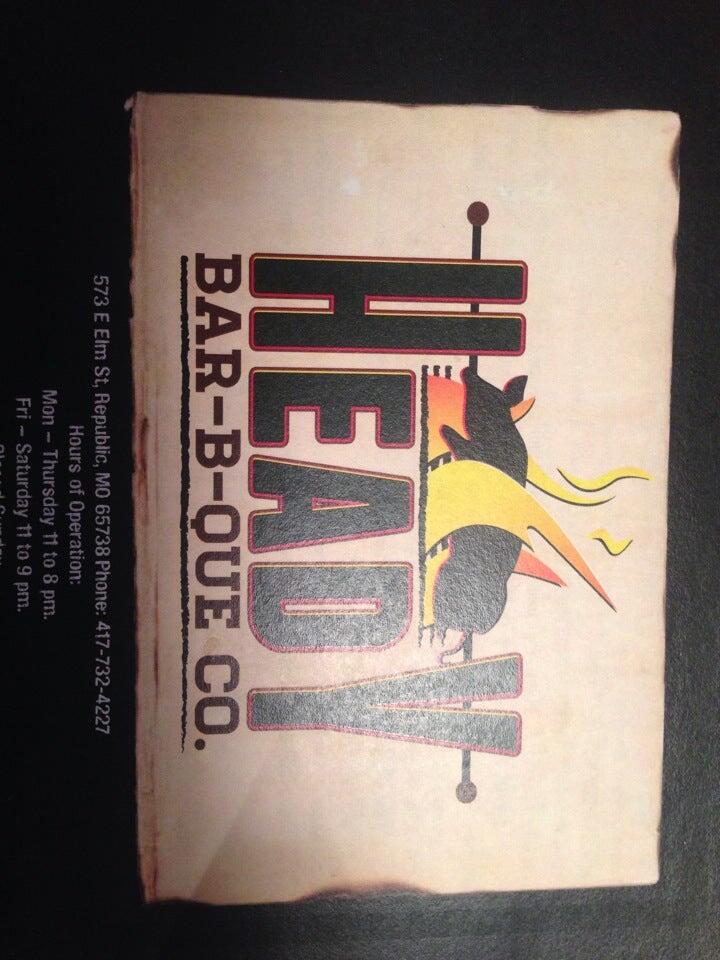 HEADY
BAR-B-QUE CO.
573 E Elm St, Republic, MO 65738 Phone: 417-732-4227
Hours of Operation:
Mon – Thursday 11 to 8 pm.
Fri – Saturday 11 to 9 pm.